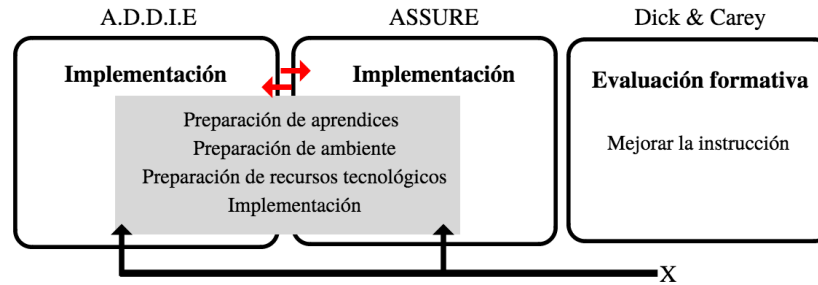 A.D.D.I.E
ASSURE
Dick & Carey
Implementación
Implementación
Evaluación formativa
Preparación de aprendices
Preparación de ambiente
Preparación de recursos tecnológicos
Implementación
Mejorar la instrucción
X